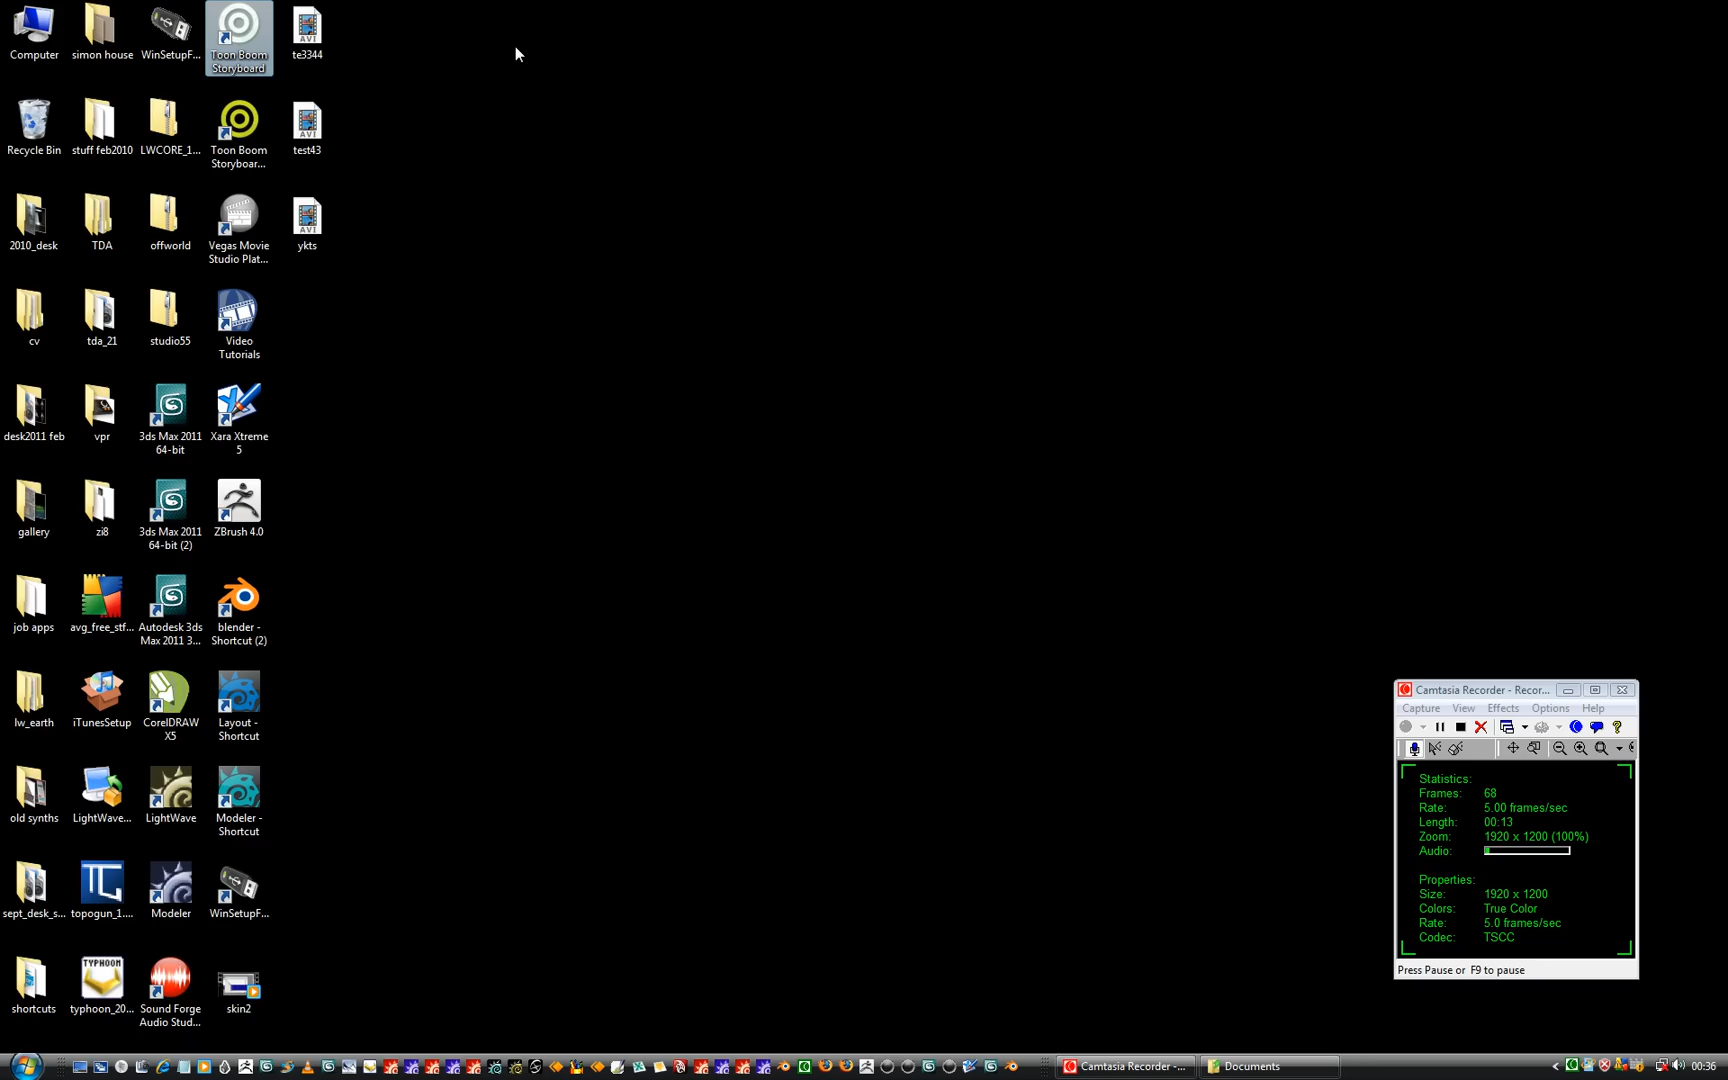 Computer
simon house
WinSetupF...
Toon Boom
Storyboard
te3344
Recycle Bin
stuff feb2010
LWCORE_1...
Toon Boom
Storyboar...
test43
2010_desk
TDA
offworld
Vegas Movie
Studio Plat...
ykts
cv
tda_21
studio55
Video
Tutorials
desk2011 feb
vpr
3ds Max 2011
64-bit
Xara Xtreme
5
gallery
zi8
3ds Max 2011
64-bit (2)
ZBrush 4.0
job apps
avg_free_stf...
Autodesk 3ds
Max 2011 3...
blender -
Shortcut (2)
lw_earth
iTunesSetup
CorelDRAW
X5
Layout -
Shortcut
old synths
LightWave...
LightWave
Modeler -
Shortcut
sept_desk_s...
topogun_1....
Modeler
WinSetupF...
shortcuts
TYPHOON
typhoon_20...
Sound Forge
Audio Stud...
skin2
AVI
AVI
AVI
Camtasia Recorder - Recor...
Capture View Effects Options Help
Statistics:
Frames: 68
Rate: 5.00 frames/sec
Length: 00:13
Zoom: 1920 x 1200 (100%)
Audio:
Properties:
Size: 1920 x 1200
Colors: True Color
Rate: 5.0 frames/sec
Codec: TSCC
Press Pause or F9 to pause
Camtasia Recorder -...
Documents
00:36